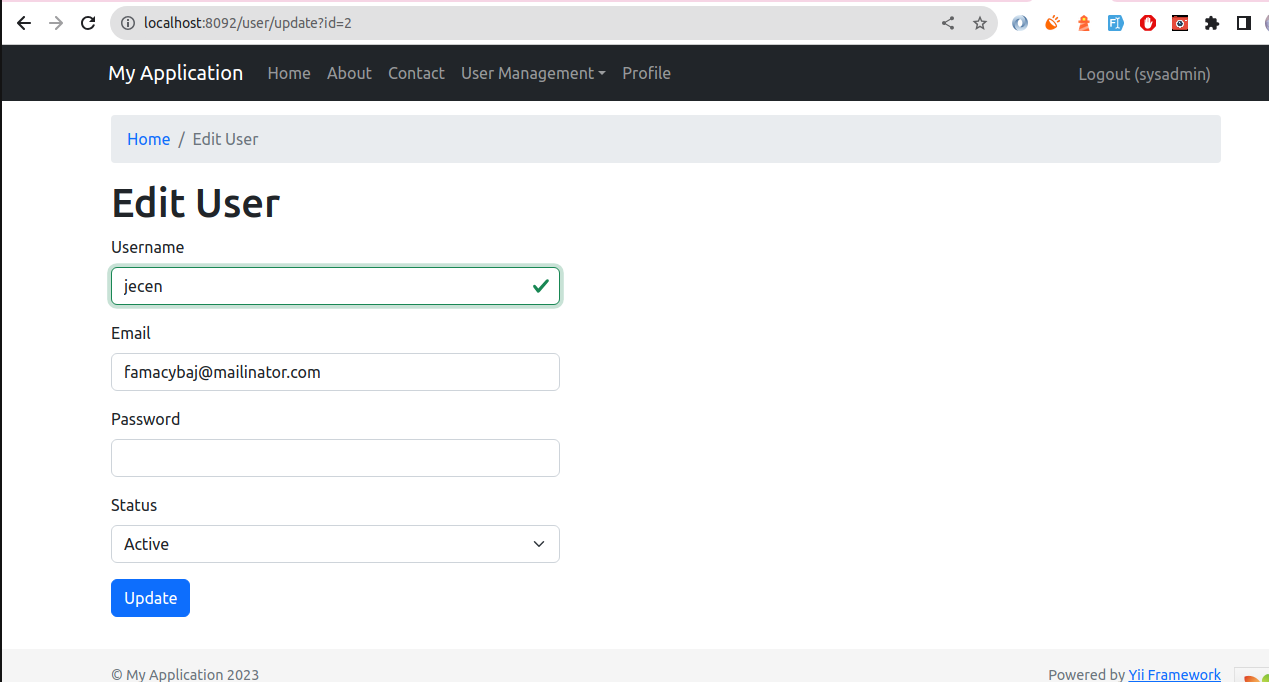 localhost:8092/user/update?id=2
My Application Home About Contact User Management Profile Logout (sysadmin)
Home / Edit User
Edit User
Username
jecen
Email
famacybaj@mailinator.com
Password
Status
Active
Update
© My Application 2023 Powered by Yii Framework